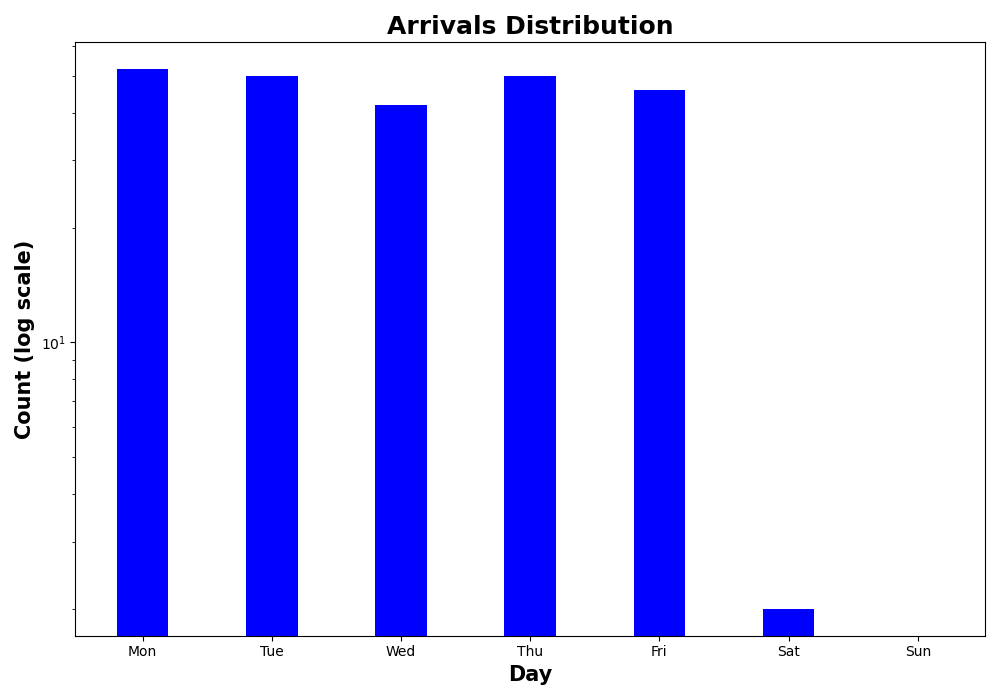 Arrivals Distribution
Count (log scale)
10¹
Mon Tue Wed Thu Fri Sat Sun
Day